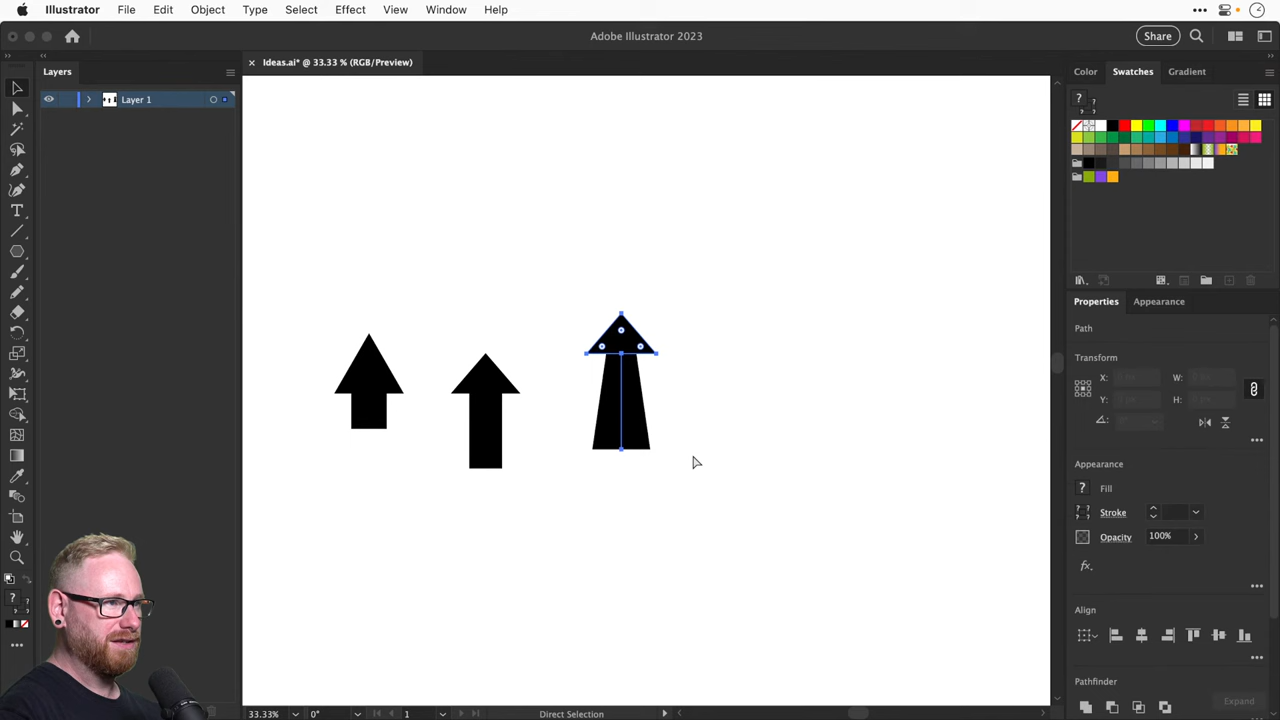 Illustrator File Edit Object Type Select Effect View Window Help
Adobe Illustrator 2023
Share
Layers
Ideas.ai* @ 33.33 % (RGB/Preview)
Color Swatches Gradient
Layer 1
Properties Appearance
Path
Transform
X: W:
Y: H:
Appearance
Fill
Stroke
Opacity 100%
fx.
Align
Pathfinder
Expand
33.33% 0° 1 Direct Selection